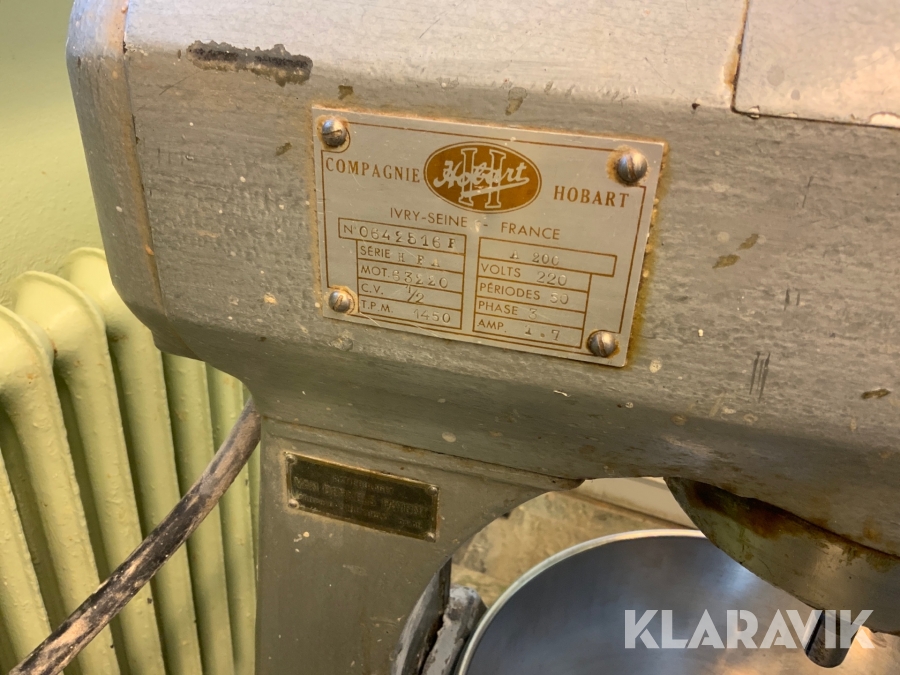 COMPAGNIE Hobart HOBART
IVRY-SEINE - FRANCE
N° 0642516 F
SÉRIE H F A
MOT. 83220
C.V. 1/2
T.P.M. 1450
A 200
VOLTS 220
PÉRIODES 50
PHASE 3
AMP. 1.7
KLARAVIK